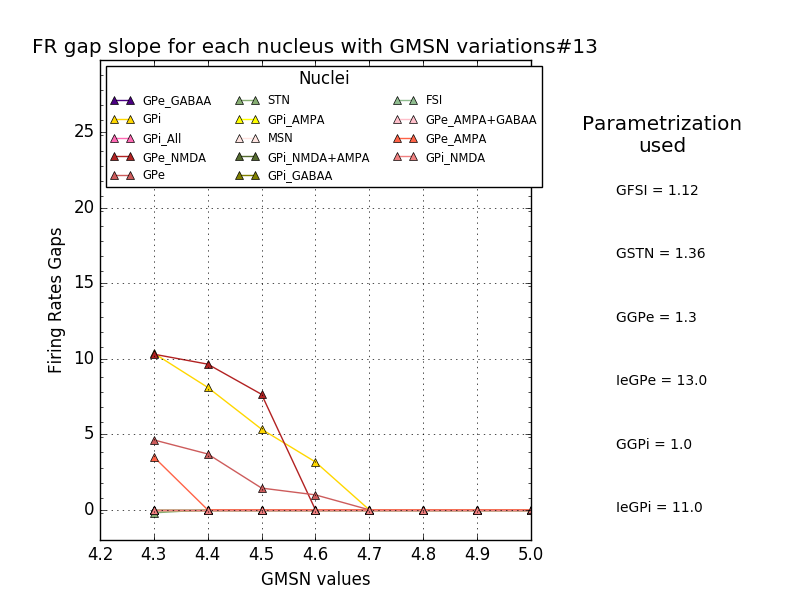 FR gap slope for each nucleus with GMSN variations#13
Nuclei
GPe_GABAA STN FSI
GPi GPi_AMPA GPe_AMPA+GABAA
GPi_All MSN GPe_AMPA
GPe_NMDA GPi_NMDA+AMPA GPi_NMDA
GPe GPi_GABAA
Firing Rates Gaps
25
20
15
10
5
0
4.2 4.3 4.4 4.5 4.6 4.7 4.8 4.9 5.0
GMSN values
Parametrization
used
GFSI = 1.12
GSTN = 1.36
GGPe = 1.3
IeGPe = 13.0
GGPi = 1.0
IeGPi = 11.0